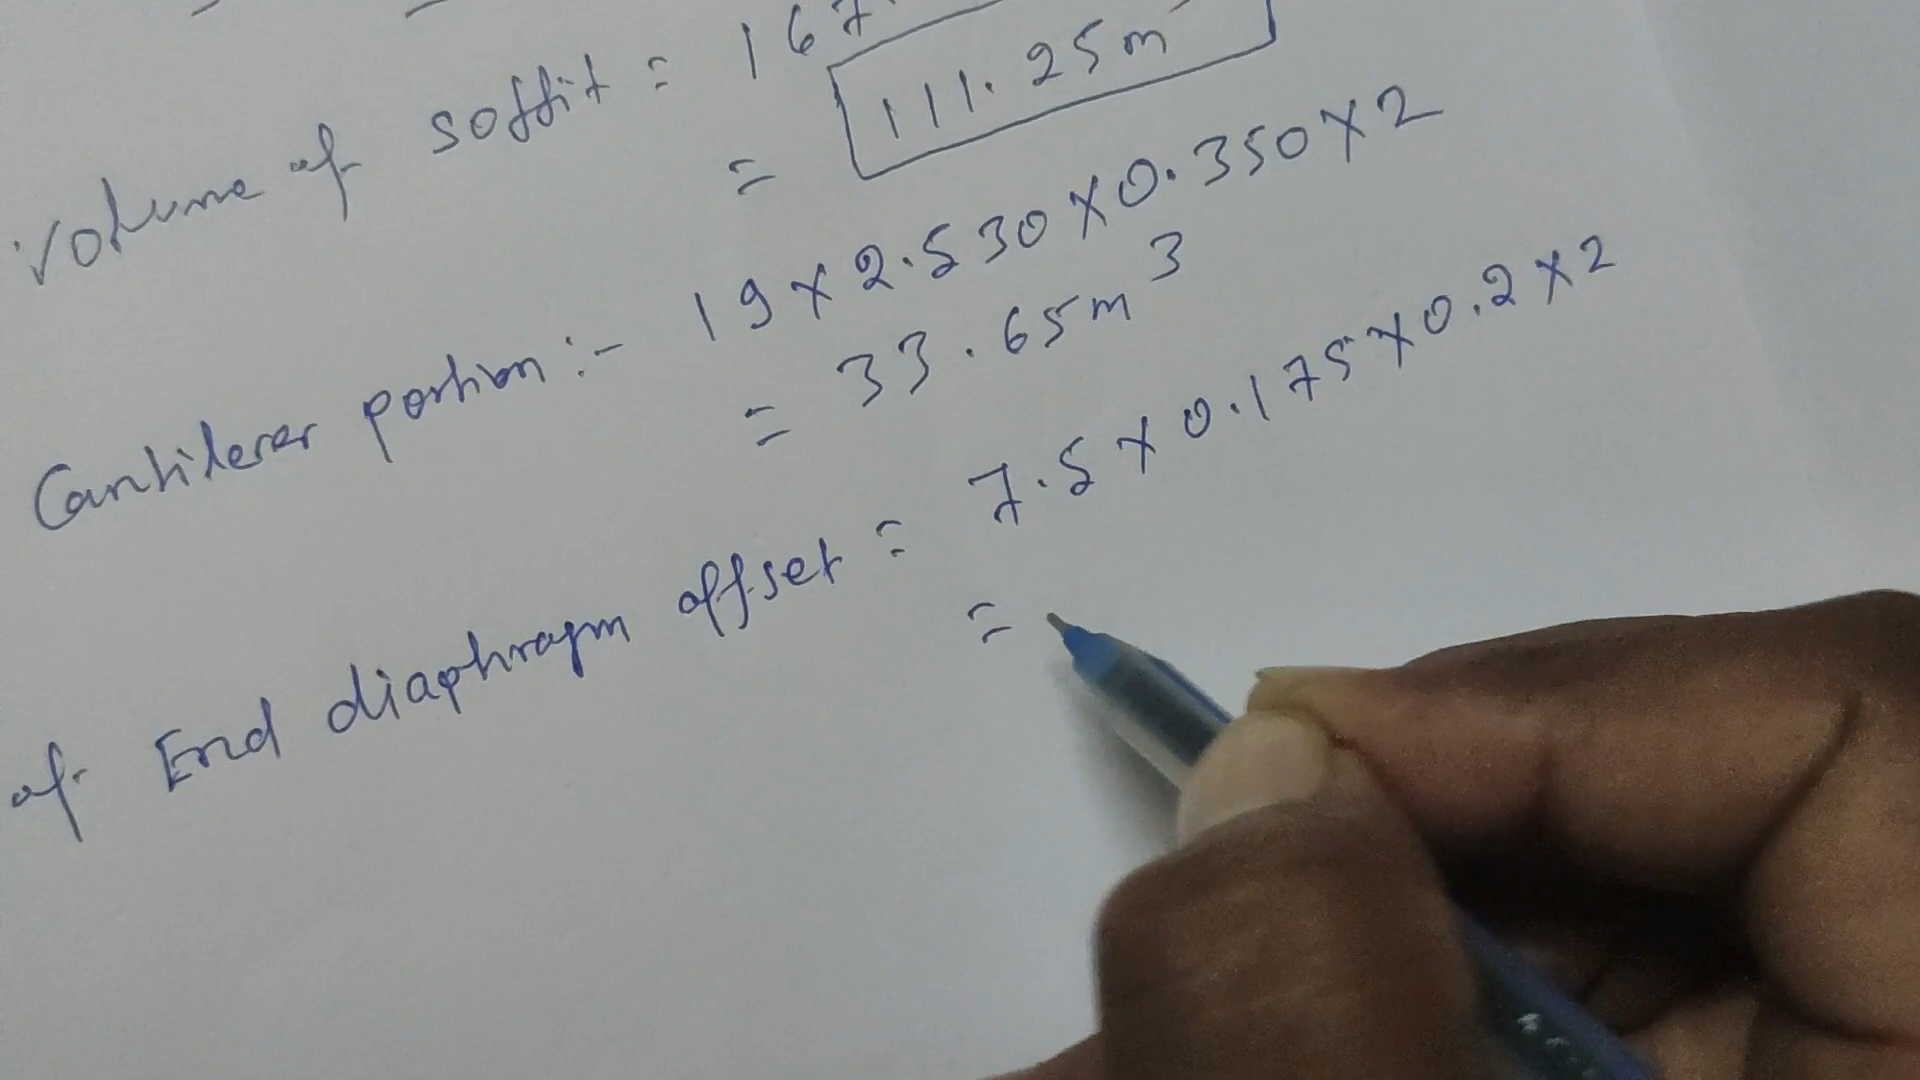 Volume of soffit = 167
= 111.25m
Cantilever portion :- 19 x 2.530 x 0.350 x 2
= 33.65m³
of End diaphragm offset = 7.5 x 0.175 x 0.2 x 2
=